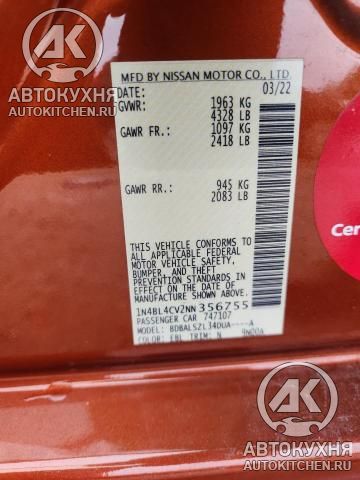 АВТОКУХНЯ
AUTOKITCHEN.RU
MFD BY NISSAN MOTOR CO., LTD.
DATE: 03/22
GVWR: 1963 KG
4328 LB
GAWR FR.: 1097 KG
2418 LB
GAWR RR.: 945 KG
2083 LB
Cer
THIS VEHICLE CONFORMS TO
ALL APPLICABLE FEDERAL
MOTOR VEHICLE SAFETY,
BUMPER, AND THEFT
PREVENTION STANDARDS IN
EFFECT ON THE DATE OF
MANUFACTURE SHOWN ABOVE.
1N4BL4CV2NN356755
PASSENGER CAR 747107
MODEL: BDBALSZL34DUA----A
COLOR: EBL TRIM: N 9N00A
АВТОКУХНЯ
AUTOKITCHEN.RU